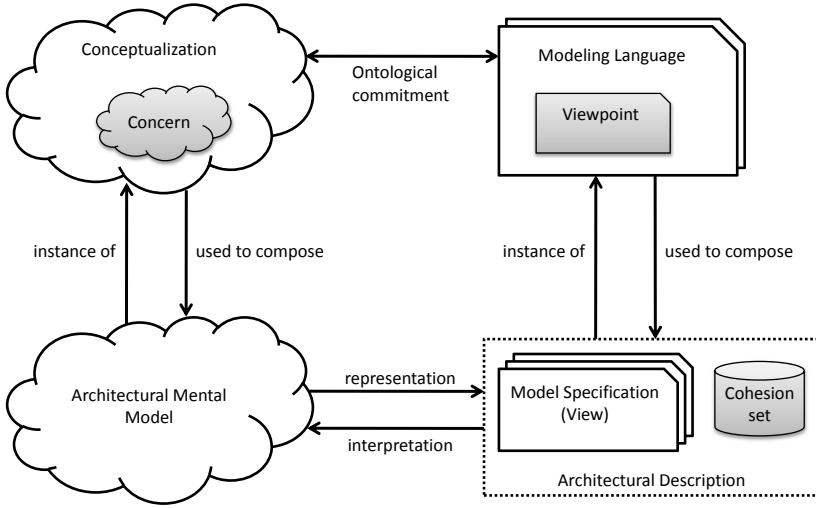 Conceptualization
Concern
Ontological
commitment
Modeling Language
Viewpoint
instance of
used to compose
instance of
used to compose
Architectural Mental
Model
representation
interpretation
Model Specification
(View)
Cohesion
set
Architectural Description